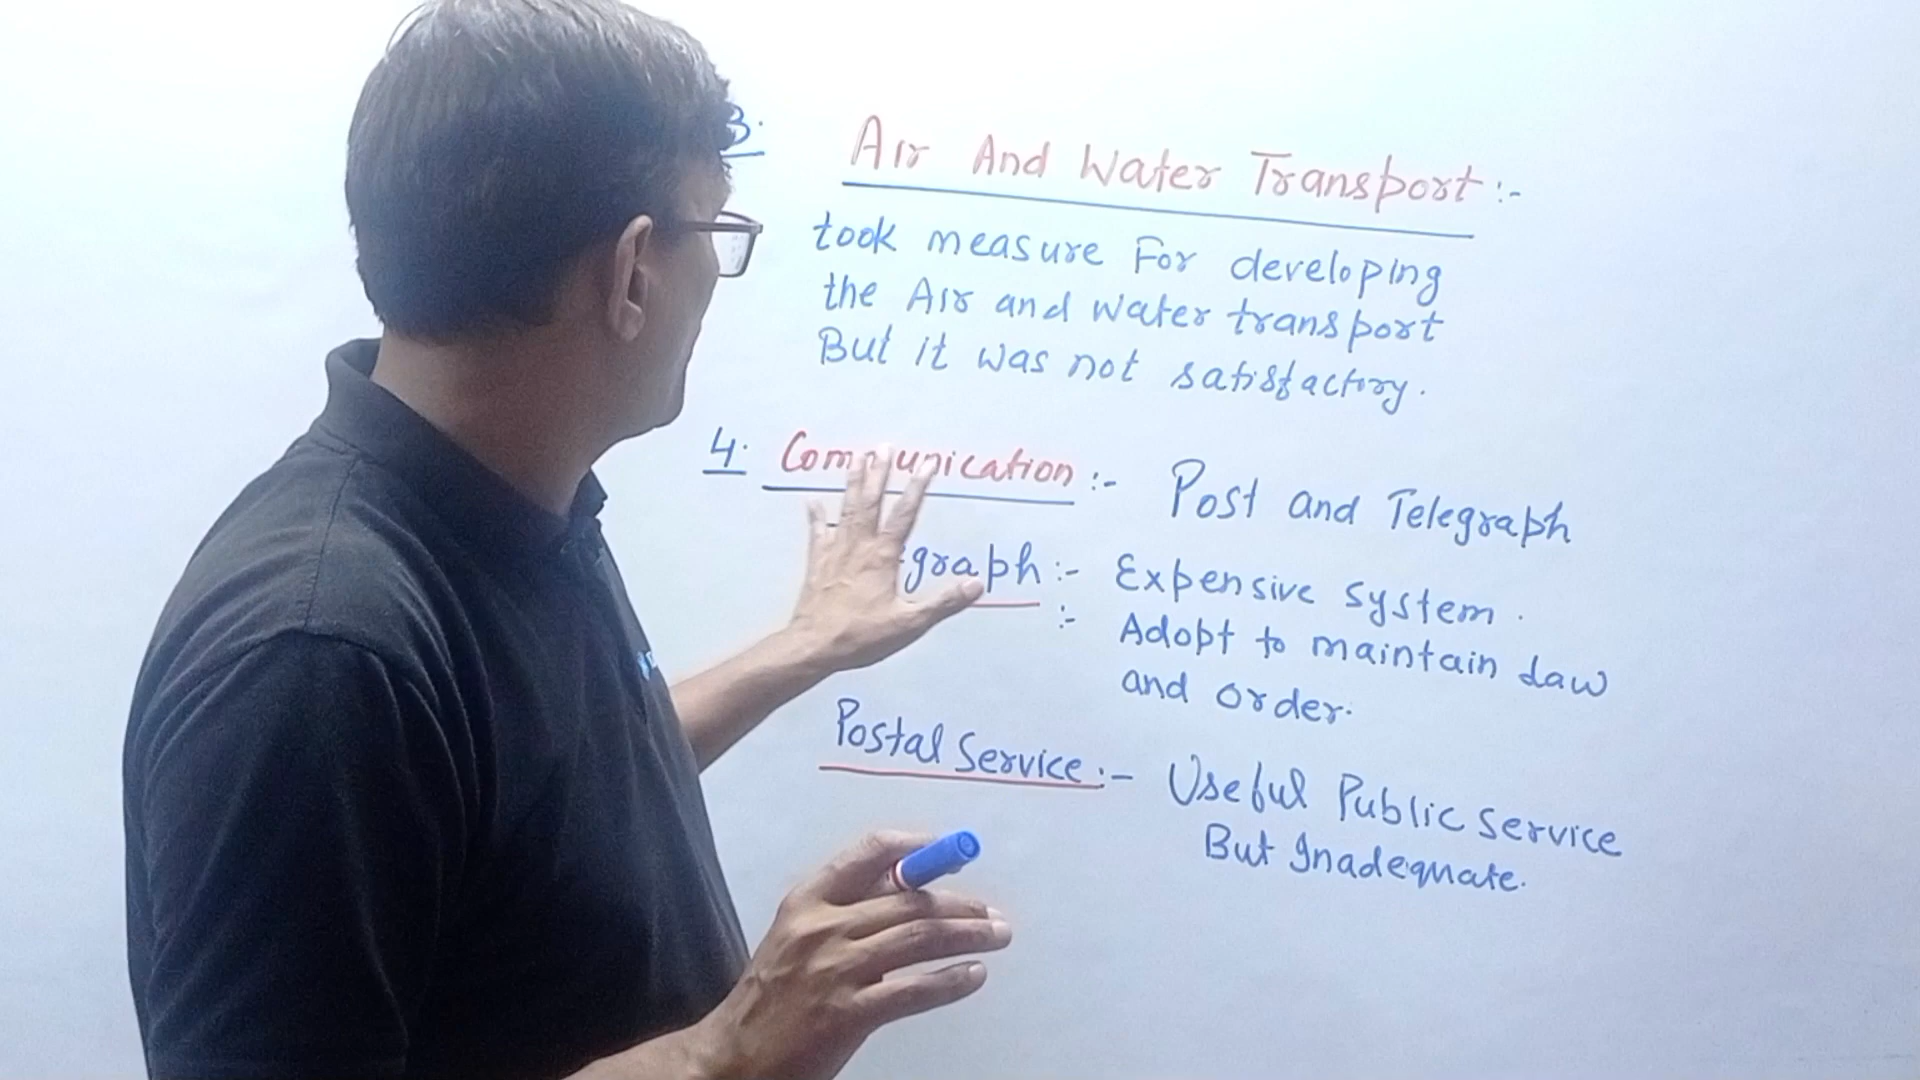 3. Air And Water Transport :-
took measure For developing
the Air and water transport
But it was not satisfactory.
4. Communication :- Post and Telegraph
graph :- Expensive system.
:- Adopt to maintain Law
and order.
Postal Service :- Useful Public Service
But Inadequate.